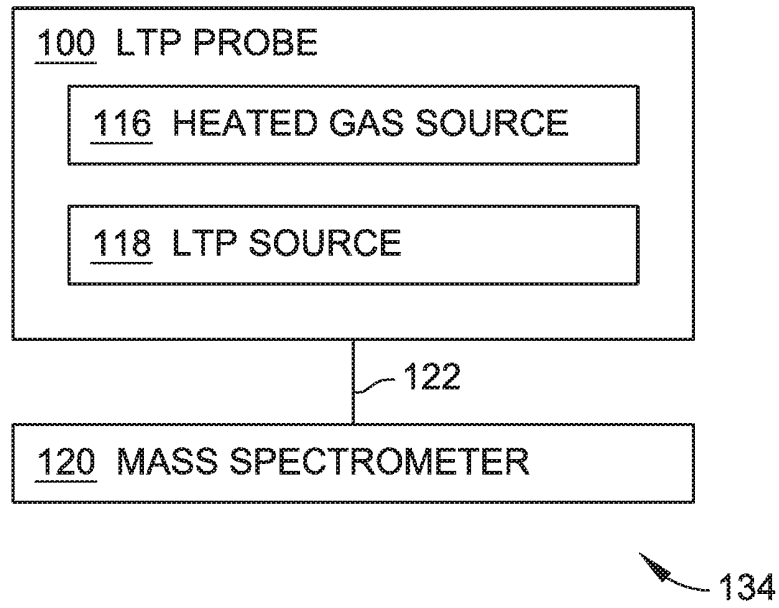 100 LTP PROBE
116 HEATED GAS SOURCE
118 LTP SOURCE
122
120 MASS SPECTROMETER
134